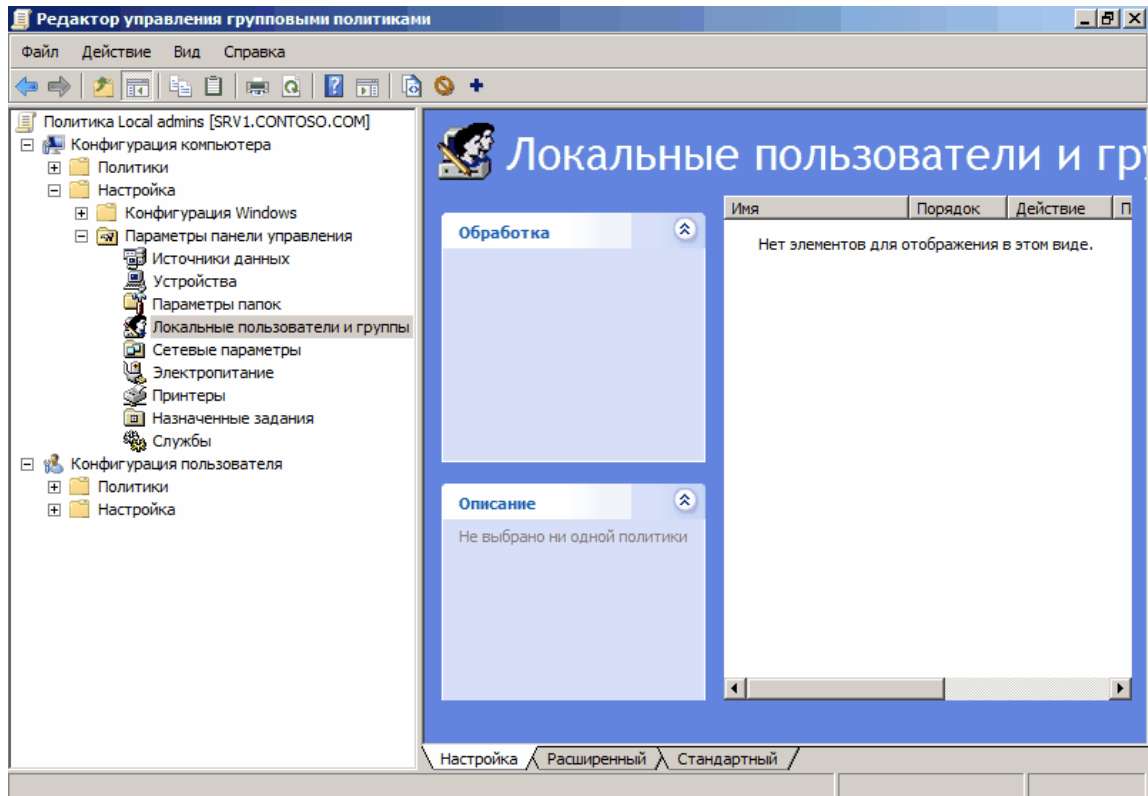 Редактор управления групповыми политиками
Файл Действие Вид Справка
Политика Local admins [SRV1.CONTOSO.COM]
Конфигурация компьютера
Политики
Настройка
Конфигурация Windows
Параметры панели управления
Источники данных
Устройства
Параметры папок
Локальные пользователи и группы
Сетевые параметры
Электропитание
Принтеры
Назначенные задания
Службы
Конфигурация пользователя
Политики
Настройка
Локальные пользователи и гр
Обработка
Описание
Не выбрано ни одной политики
Имя Порядок Действие П
Нет элементов для отображения в этом виде.
Настройка Расширенный Стандартный